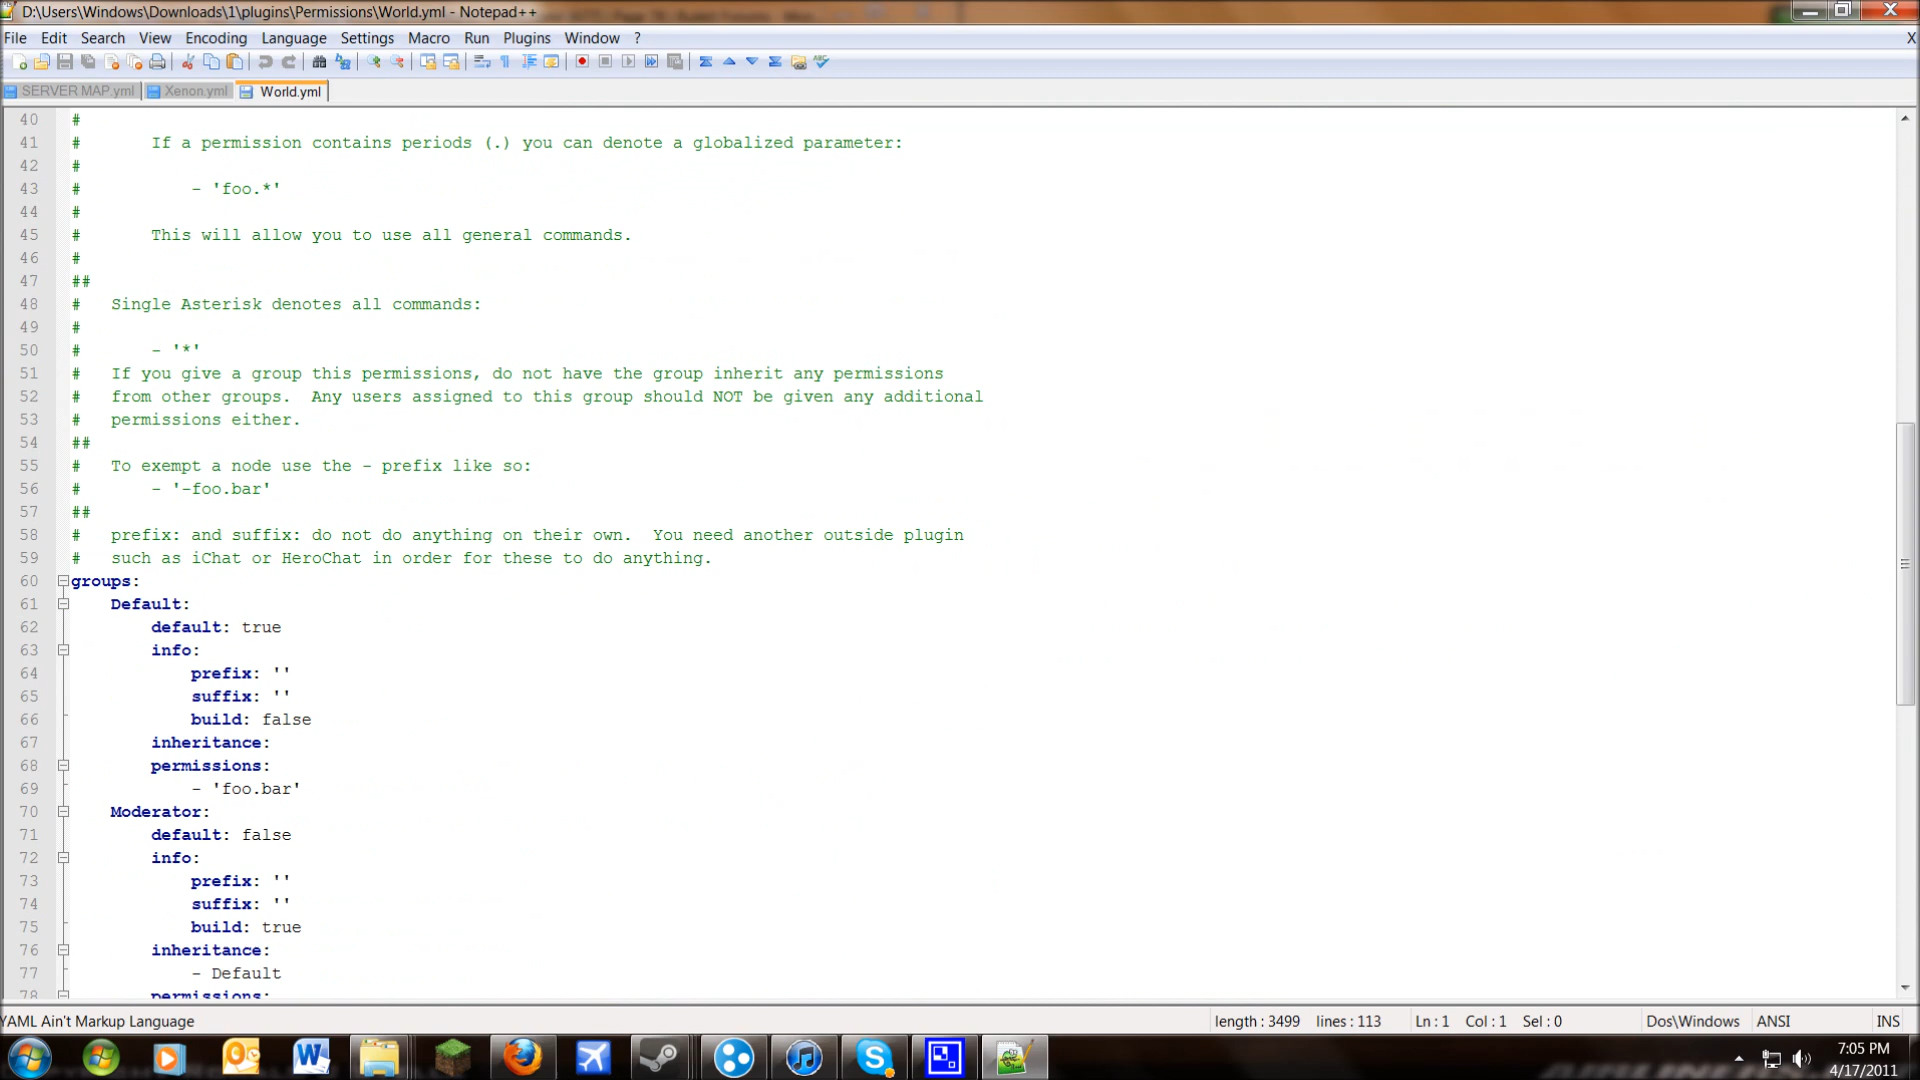 D:\Users\Windows\Downloads\1\plugins\Permissions\World.yml - Notepad++
File Edit Search View Encoding Language Settings Macro Run Plugins Window ? X
SERVER MAP.yml Xenon.yml World.yml
40 #
41 # If a permission contains periods (.) you can denote a globalized parameter:
42 #
43 # - 'foo.*'
44 #
45 # This will allow you to use all general commands.
46 #
47 ##
48 # Single Asterisk denotes all commands:
49 #
50 # - '*'
51 # If you give a group this permissions, do not have the group inherit any permissions
52 # from other groups. Any users assigned to this group should NOT be given any additional
53 # permissions either.
54 ##
55 # To exempt a node use the - prefix like so:
56 # - '-foo.bar'
57 ##
58 # prefix: and suffix: do not do anything on their own. You need another outside plugin
59 # such as iChat or HeroChat in order for these to do anything.
60 groups:
61 Default:
62 default: true
63 info:
64 prefix: ''
65 suffix: ''
66 build: false
67 inheritance:
68 permissions:
69 - 'foo.bar'
70 Moderator:
71 default: false
72 info:
73 prefix: ''
74 suffix: ''
75 build: true
76 inheritance:
77 - Default
78 permissions:
YAML Ain't Markup Language length : 3499 lines : 113 Ln : 1 Col : 1 Sel : 0 Dos\Windows ANSI INS
7:05 PM
4/17/2011